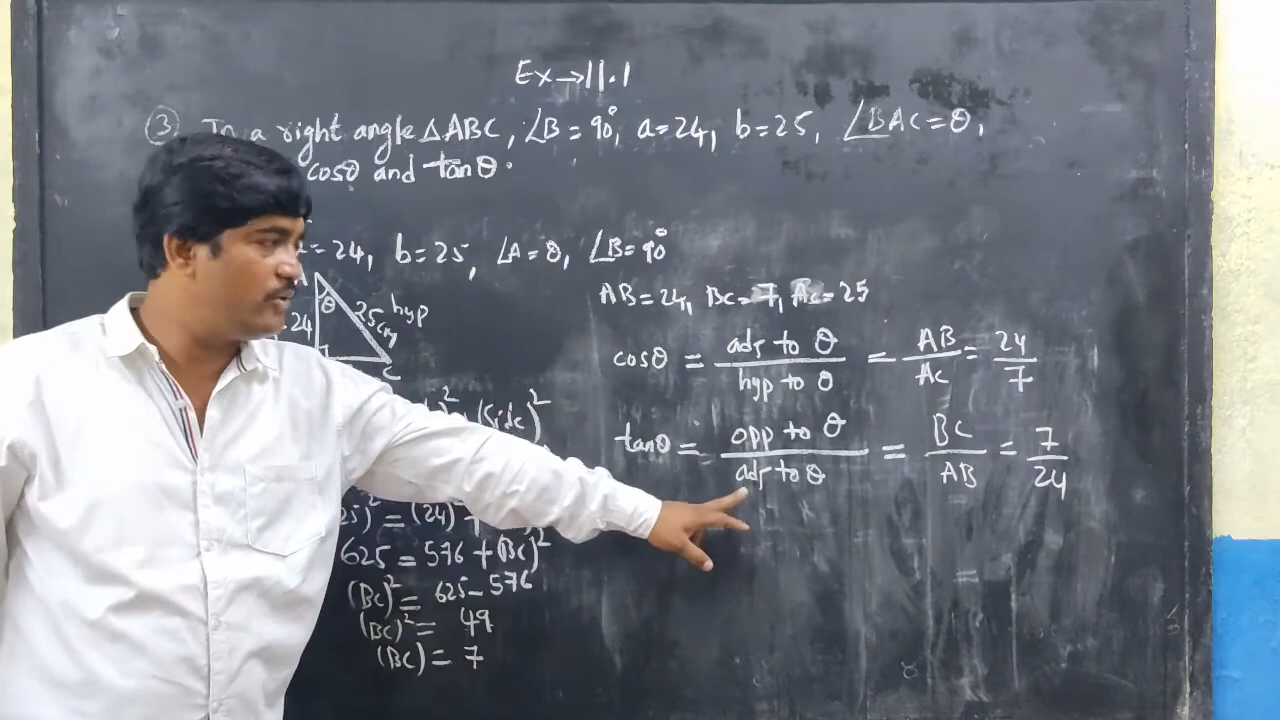 Ex→11.1
③ In a right angle △ABC, ∠B = 90°, a=24, b=25, ∠BAC=θ,
cosθ and tanθ.
= 24, b=25, ∠A=θ, ∠B=90°
AB=24, BC=7, AC=25
A
θ
24
25cm
hyp
C
)² + (Side)²
25)² = (24)² +
625 = 576 + (BC)²
(BC)² = 625-576
(BC)² = 49
(BC) = 7
cosθ = adj to θ / hyp to θ = AB / AC = 24 / 7
tanθ = opp to θ / adj to θ = BC / AB = 7 / 24